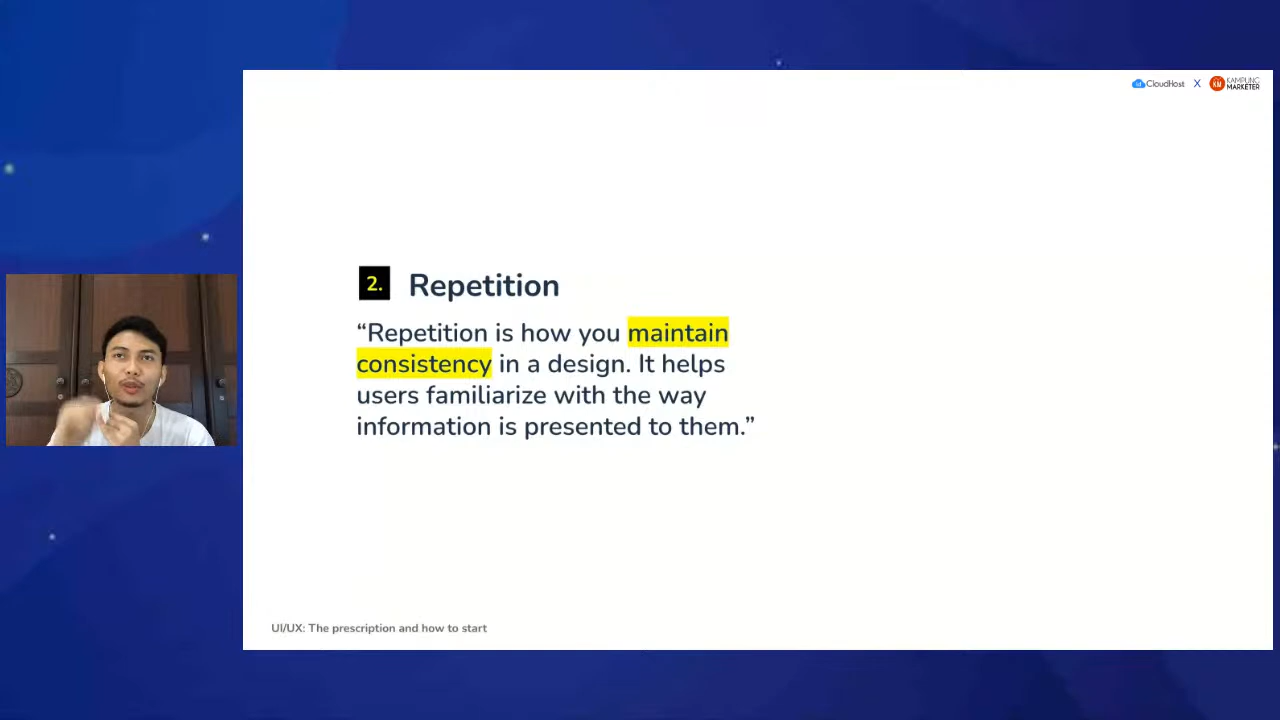 CloudHost X KM KAMPUNG
MARKETER
2. Repetition
“Repetition is how you maintain
consistency in a design. It helps
users familiarize with the way
information is presented to them.”
UI/UX: The prescription and how to start